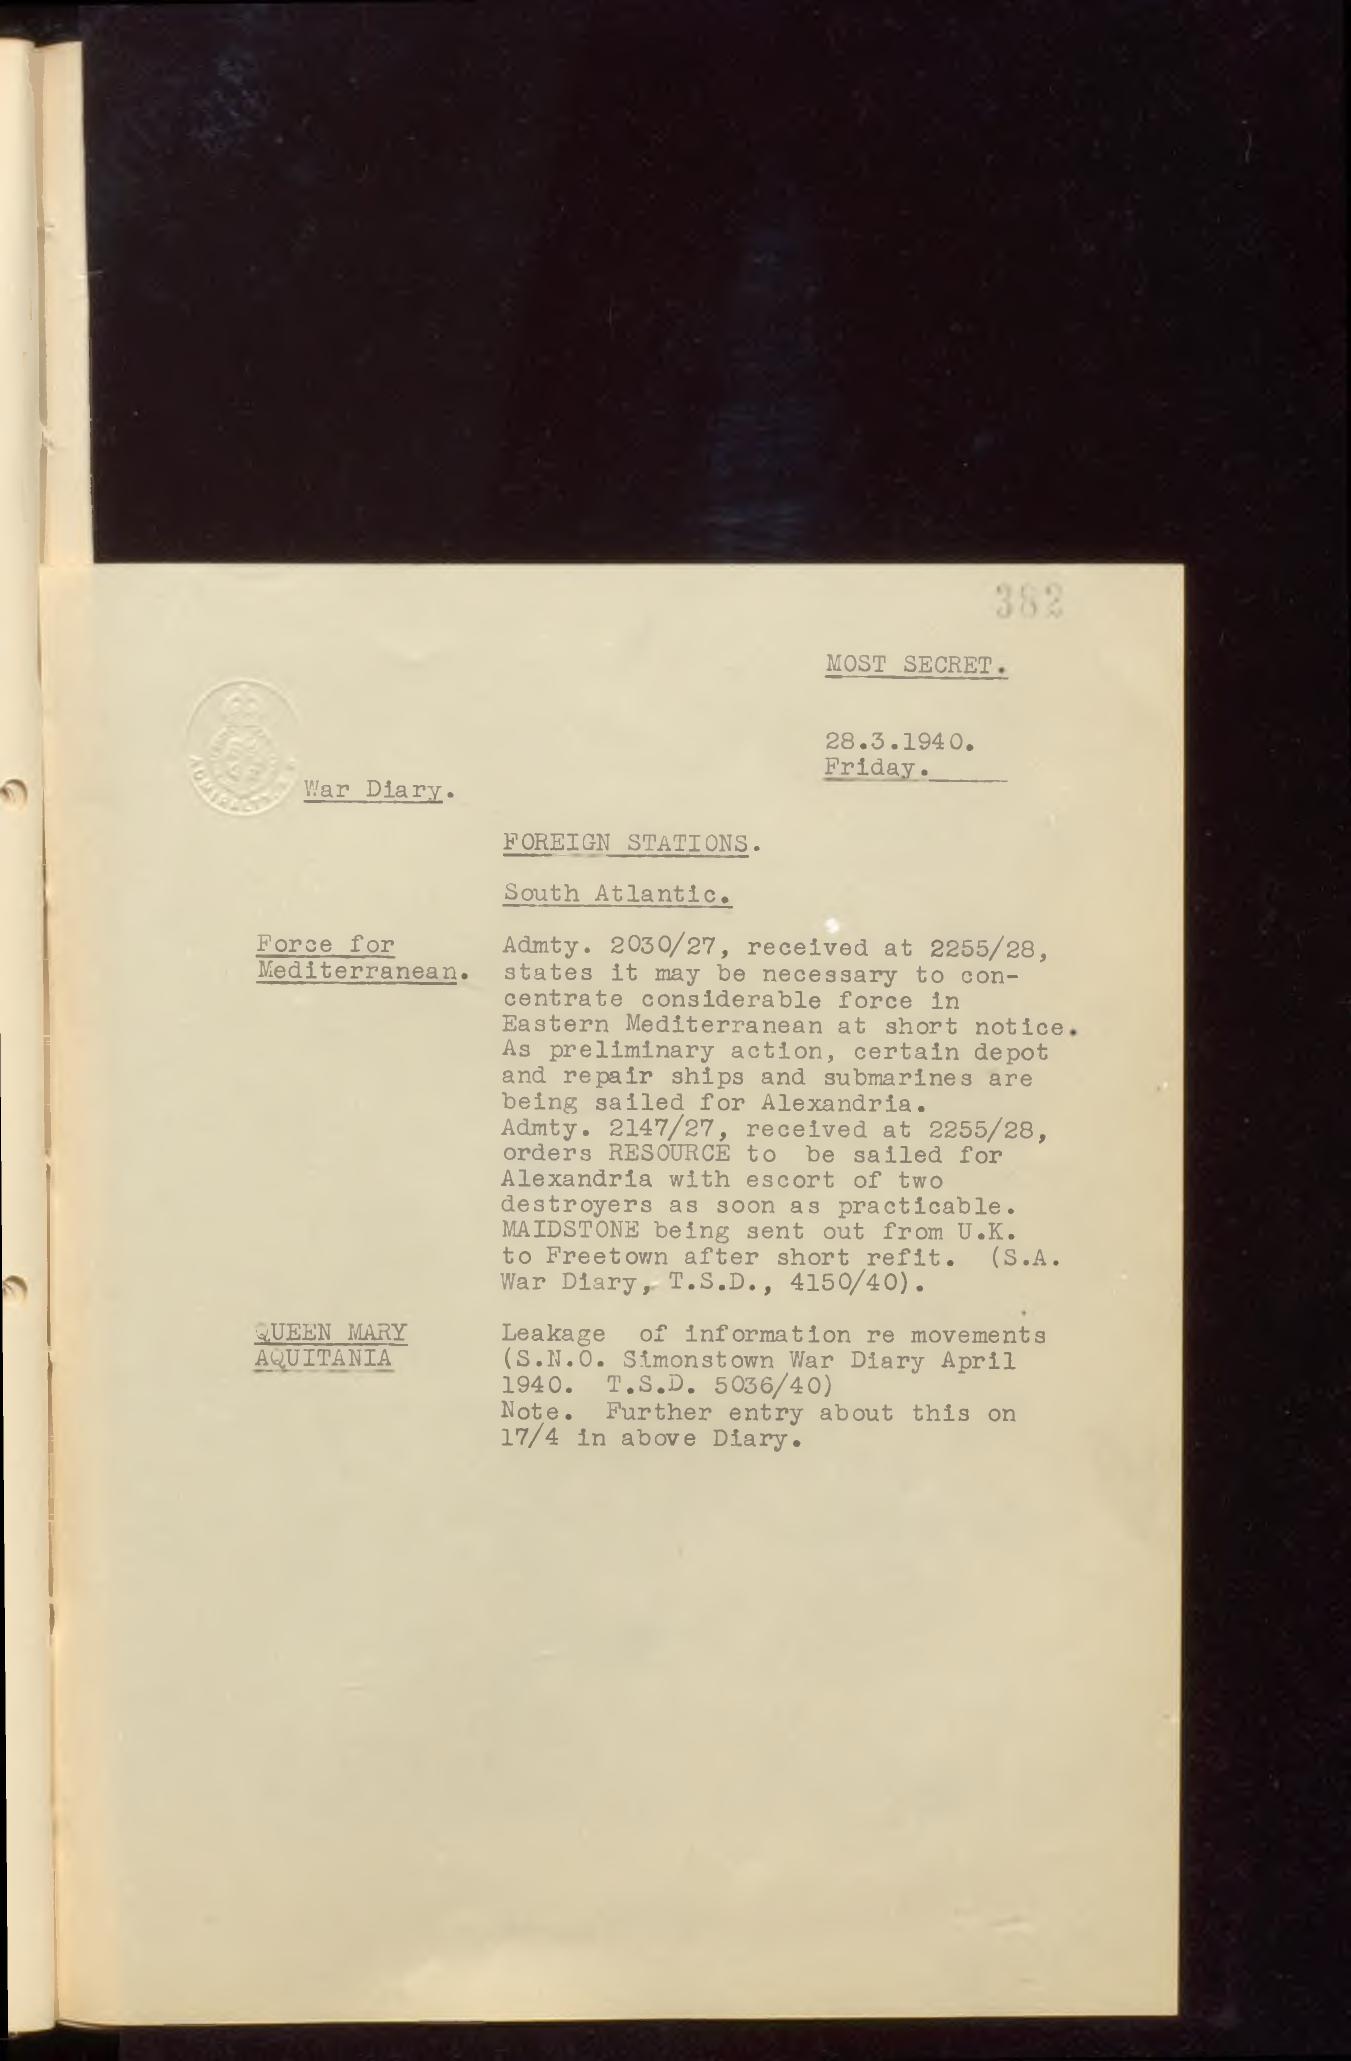 382
MOST SECRET.
28.3.1940.
Friday.
ADMIRALTY
War Diary.
FOREIGN STATIONS.
South Atlantic.
Force for
Mediterranean.
Admty. 2030/27, received at 2255/28,
states it may be necessary to con-
centrate considerable force in
Eastern Mediterranean at short notice.
As preliminary action, certain depot
and repair ships and submarines are
being sailed for Alexandria.
Admty. 2147/27, received at 2255/28,
orders RESOURCE to be sailed for
Alexandria with escort of two
destroyers as soon as practicable.
MAIDSTONE being sent out from U.K.
to Freetown after short refit. (S.A.
War Diary, T.S.D., 4150/40).
QUEEN MARY
AQUITANIA
Leakage of information re movements
(S.N.O. Simonstown War Diary April
1940. T.S.D. 5036/40)
Note. Further entry about this on
17/4 in above Diary.